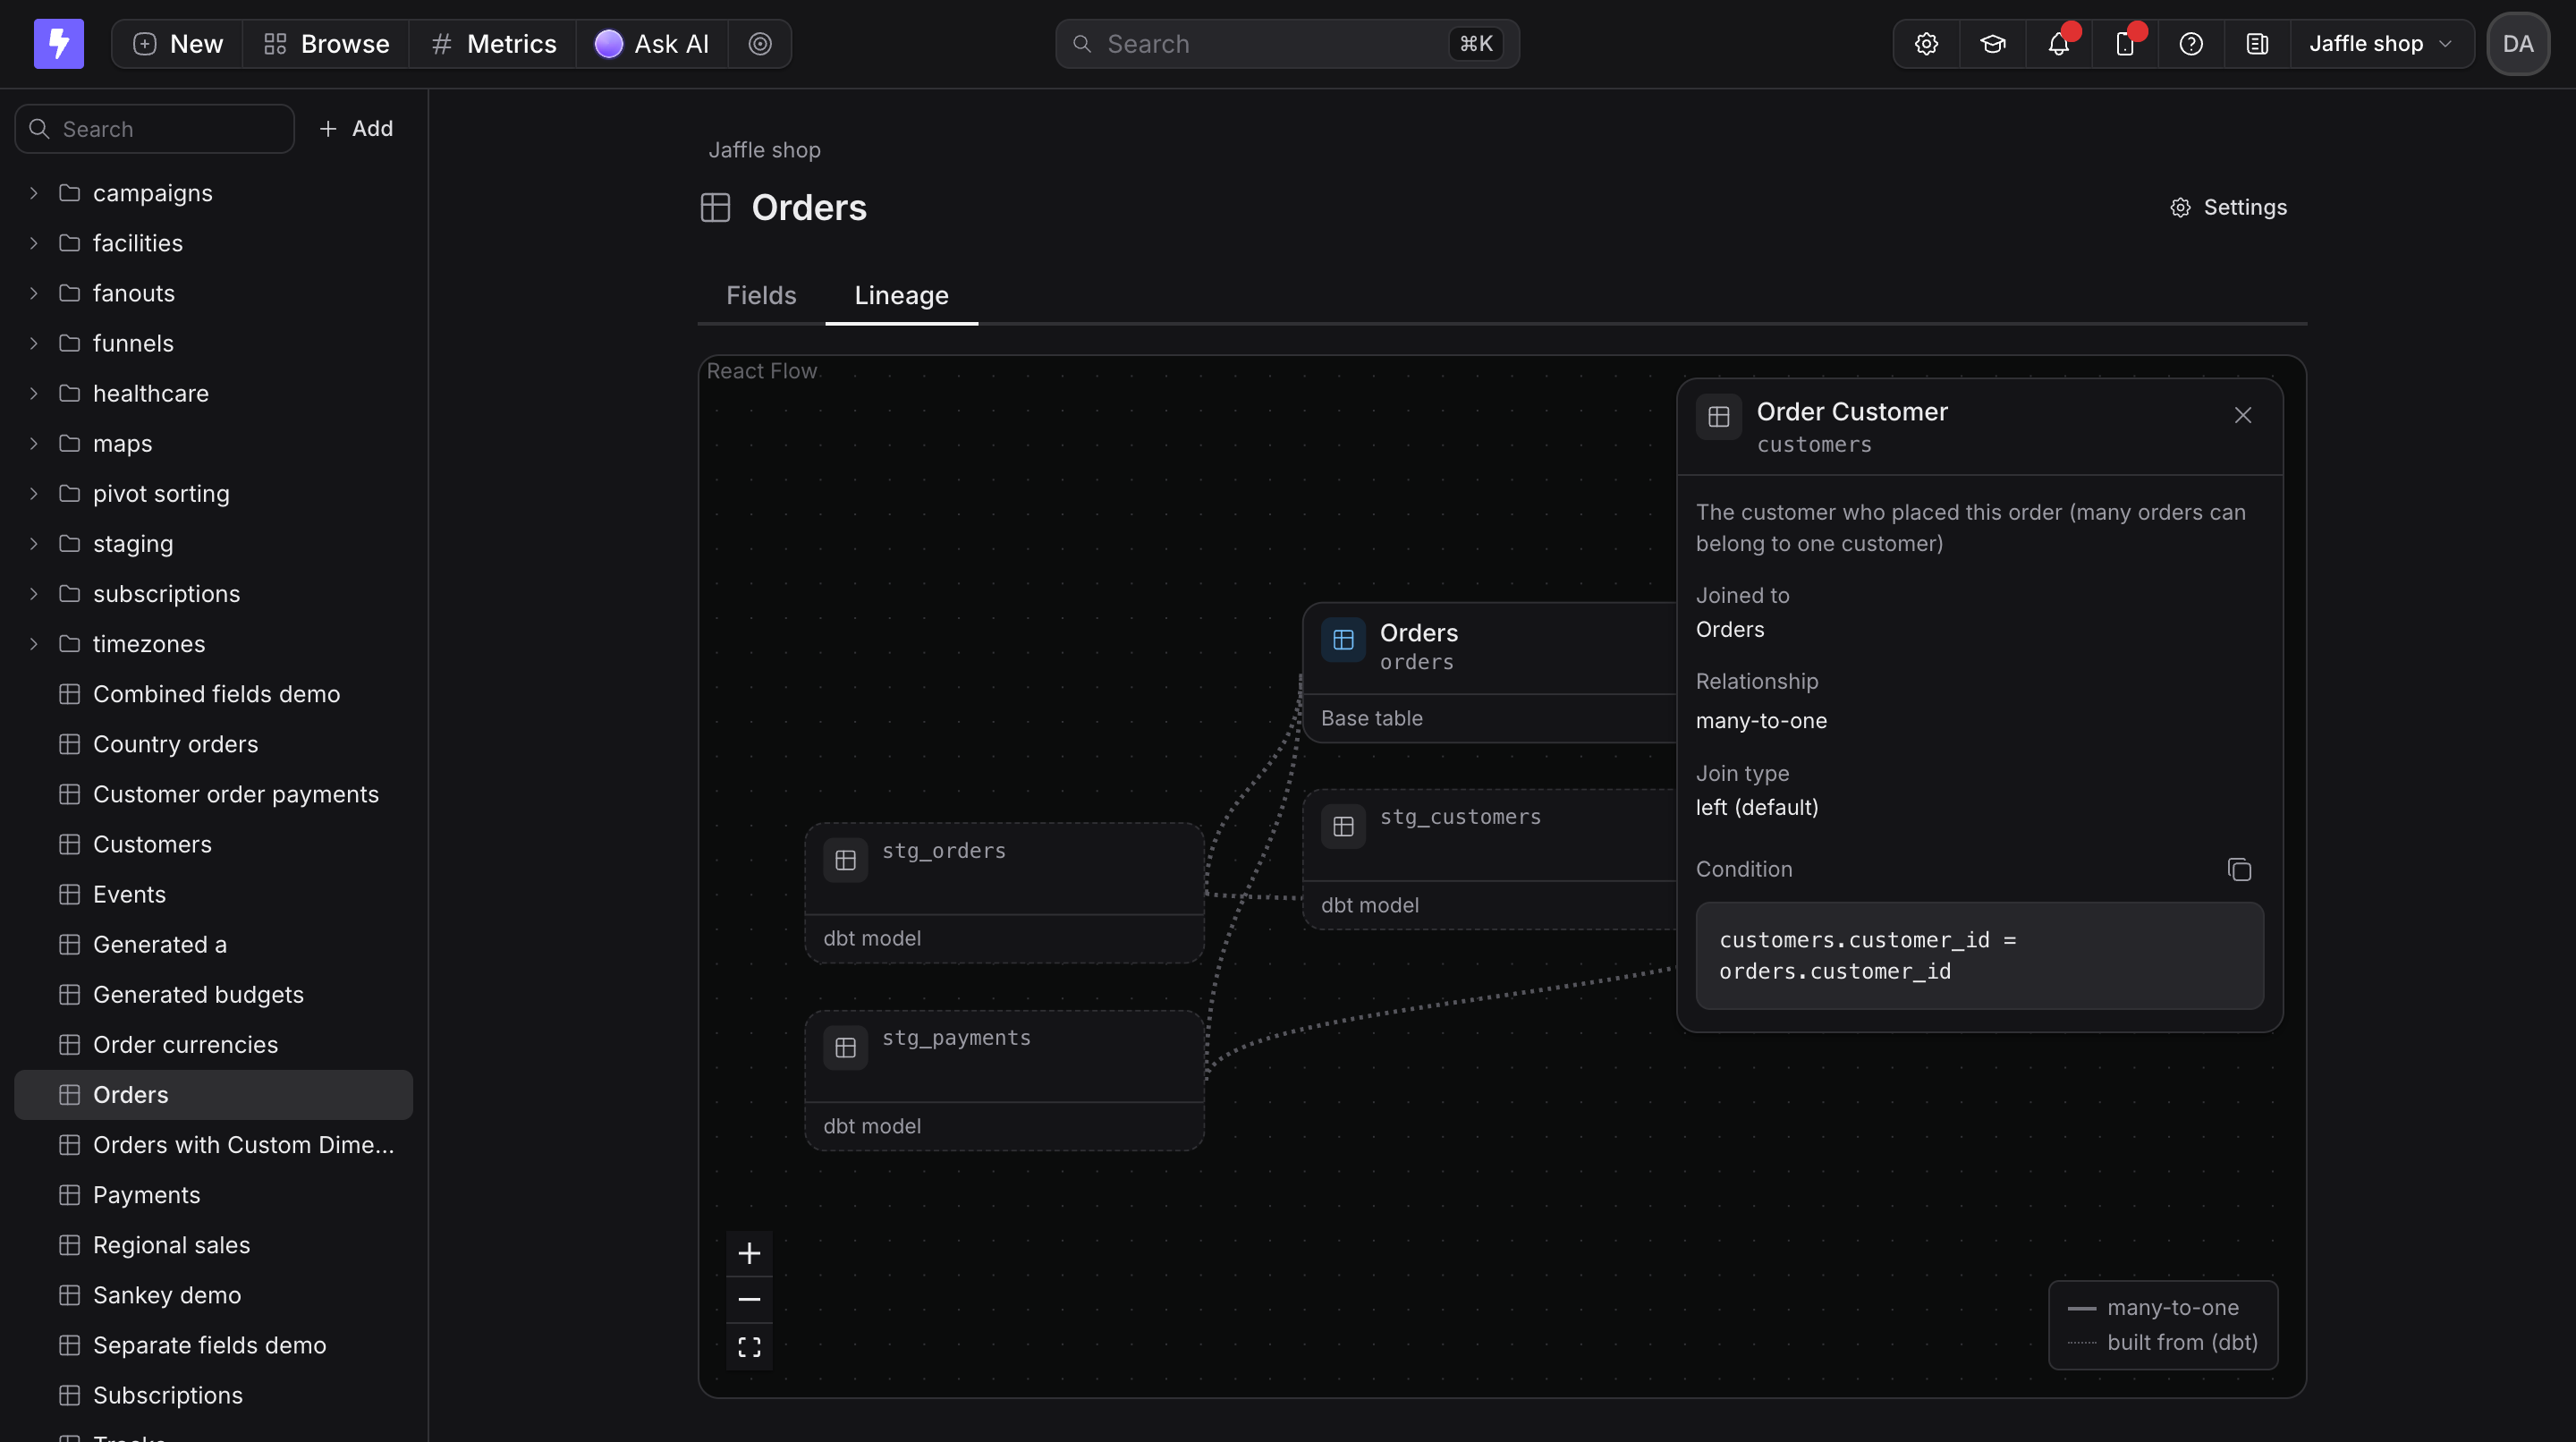 New
Browse
Metrics
Ask AI
Search
⌘K
Jaffle shop
DA
Search
Add
campaigns
facilities
fanouts
funnels
healthcare
maps
pivot sorting
staging
subscriptions
timezones
Combined fields demo
Country orders
Customer order payments
Customers
Events
Generated a
Generated budgets
Order currencies
Orders
Orders with Custom Dime...
Payments
Regional sales
Sankey demo
Separate fields demo
Subscriptions
Jaffle shop
Orders
Settings
Fields
Lineage
React Flow
Orders
orders
Base table
stg_customers
dbt model
stg_orders
dbt model
stg_payments
dbt model
Order Customer
customers
The customer who placed this order (many orders can
belong to one customer)
Joined to
Orders
Relationship
many-to-one
Join type
left (default)
Condition
customers.customer_id =
orders.customer_id
many-to-one
built from (dbt)